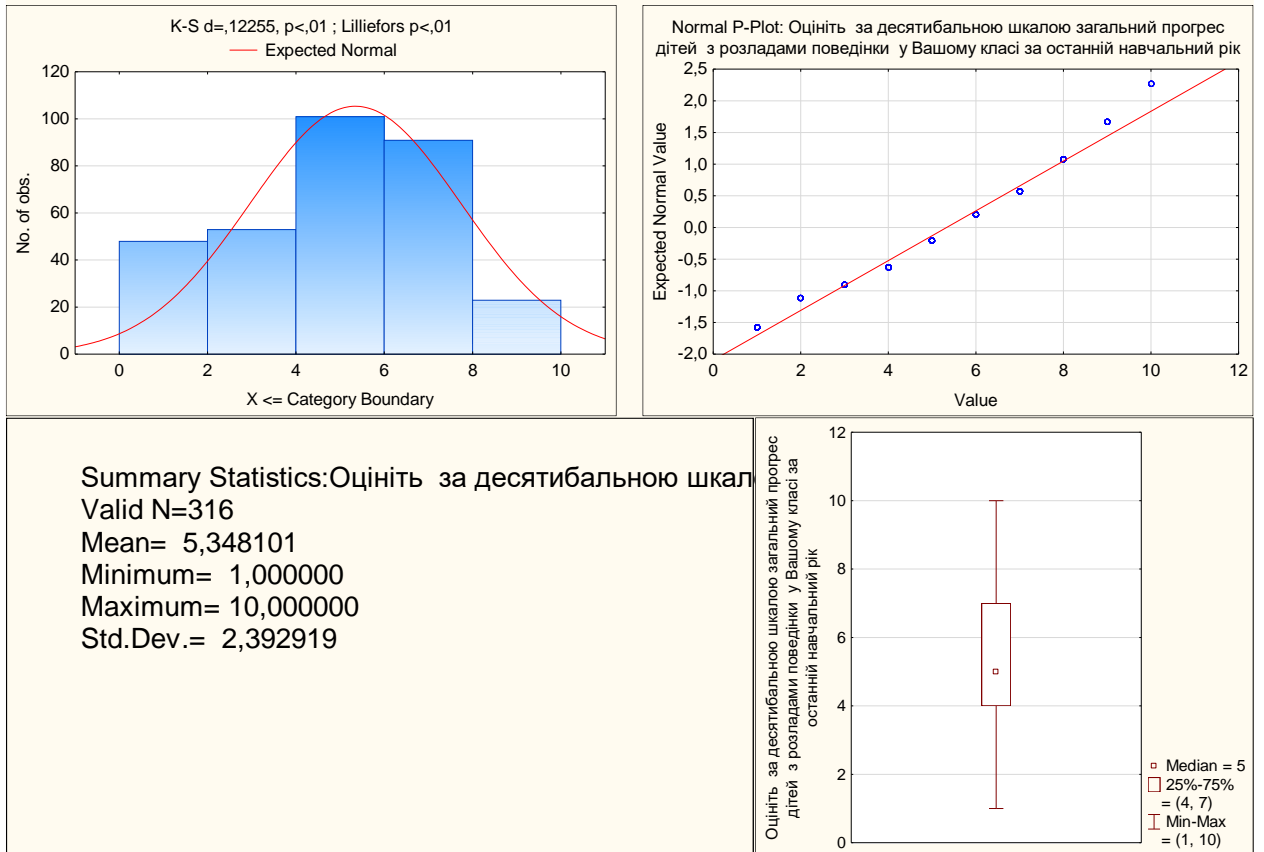 K-S d=,12255, p<,01 ; Lilliefors p<,01
Expected Normal
120
100
80
60
40
20
0
No. of obs.
0 2 4 6 8 10
X <= Category Boundary
Normal P-Plot: Оцініть за десятибальною шкалою загальний прогрес
дітей з розладами поведінки у Вашому класі за останній навчальний рік
2,5
2,0
1,5
1,0
0,5
0,0
-0,5
-1,0
-1,5
-2,0
Expected Normal Value
0 2 4 6 8 10 12
Value
Summary Statistics:Оцініть за десятибальною шкал
Valid N=316
Mean= 5,348101
Minimum= 1,000000
Maximum= 10,000000
Std.Dev.= 2,392919
Оцініть за десятибальною шкалою загальний прогрес
дітей з розладами поведінки у Вашому класі за
останній навчальний рік
12
10
8
6
4
2
0
Median = 5
25%-75%
= (4, 7)
Min-Max
= (1, 10)